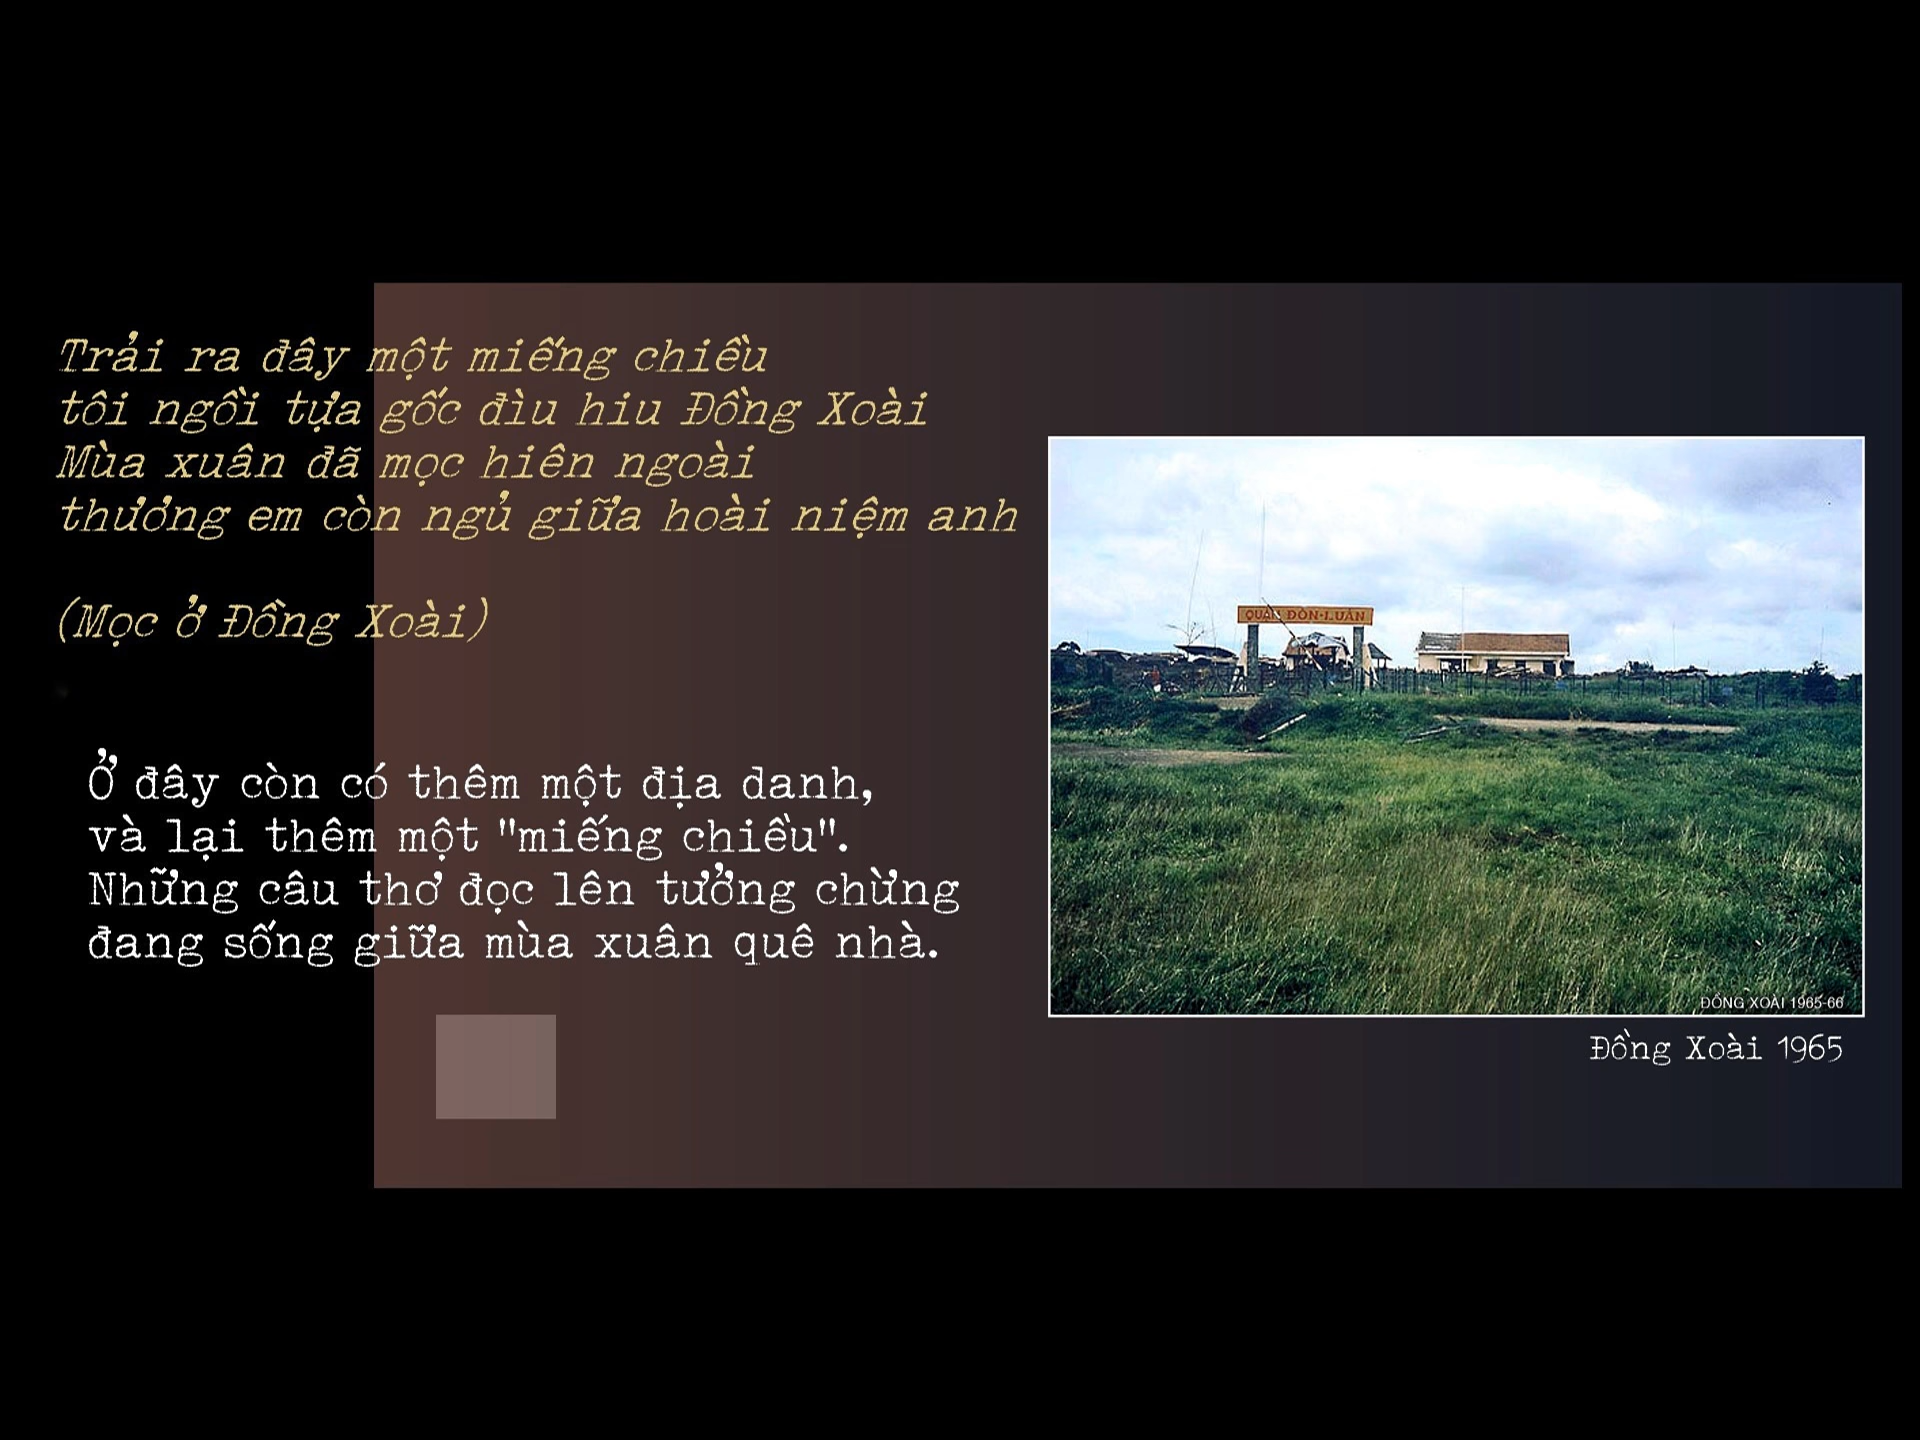 Trải ra đây một miếng chiều
tôi ngồi tựa gốc đìu hiu Đồng Xoài
Mùa xuân đã mọc hiên ngoài
thương em còn ngủ giữa hoài niệm anh
(Mọc ở Đồng Xoài)
Ở đây còn có thêm một địa danh,
và lại thêm một "miếng chiều".
Những câu thơ đọc lên tưởng chừng
đang sống giữa mùa xuân quê nhà.
QUẬN ĐÔN-LUÂN
ĐỒNG XOÀI 1965-66
Đồng Xoài 1965